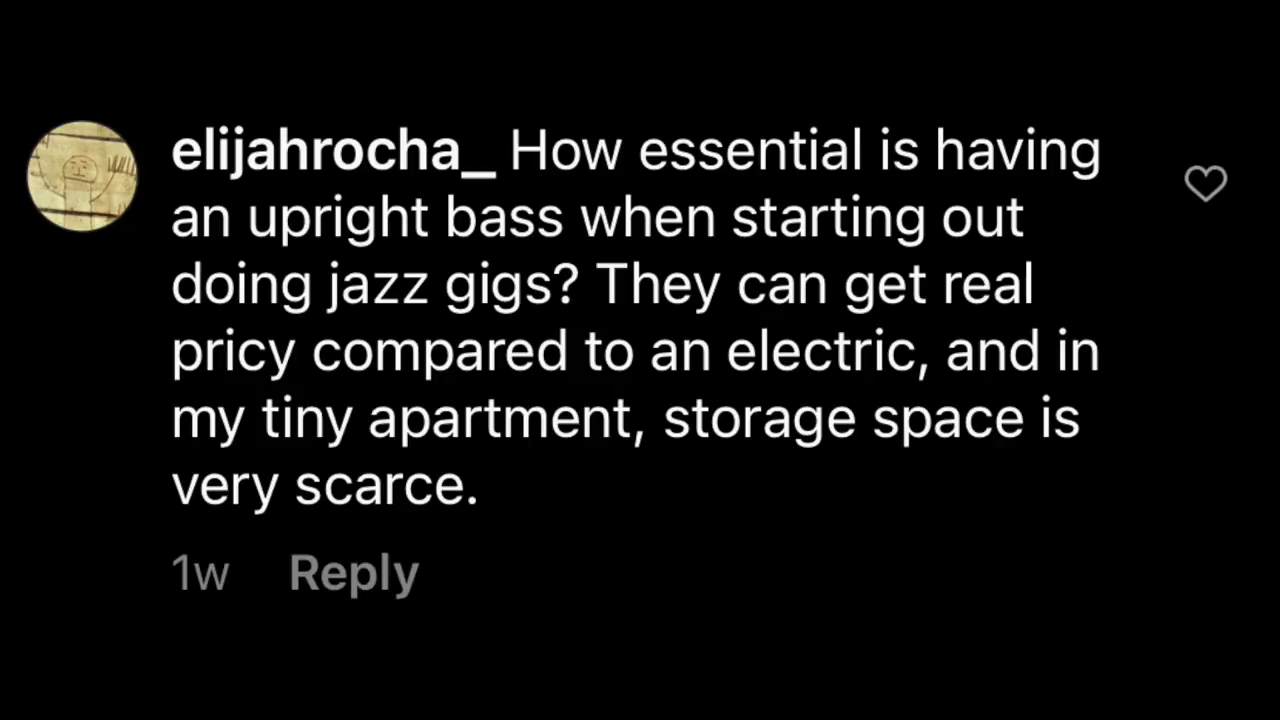 elijahrocha_ How essential is having
an upright bass when starting out
doing jazz gigs? They can get real
pricy compared to an electric, and in
my tiny apartment, storage space is
very scarce.
1w Reply